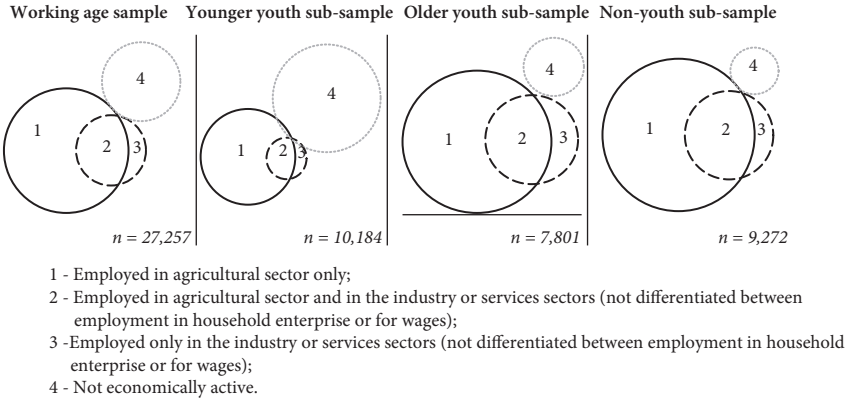 Working age sample Younger youth sub-sample Older youth sub-sample Non-youth sub-sample
4
1
2
3
4
1
2
3
4
1
2
3
4
1
2
3
n = 27,257 n = 10,184 n = 7,801 n = 9,272
1 - Employed in agricultural sector only;
2 - Employed in agricultural sector and in the industry or services sectors (not differentiated between
employment in household enterprise or for wages);
3 -Employed only in the industry or services sectors (not differentiated between employment in household
enterprise or for wages);
4 - Not economically active.